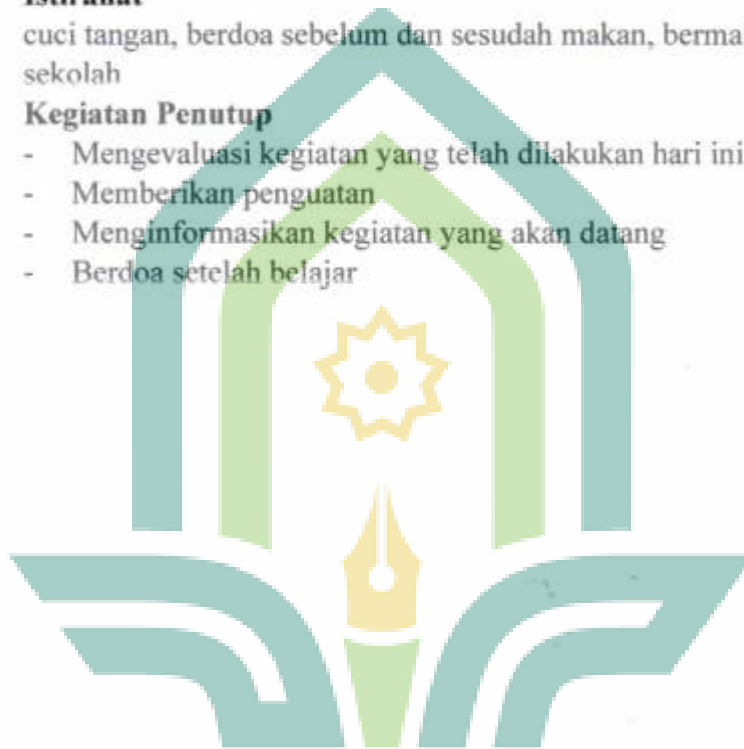 Istirahat
cuci tangan, berdoa sebelum dan sesudah makan, berma
sekolah
Kegiatan Penutup
- Mengevaluasi kegiatan yang telah dilakukan hari ini
- Memberikan penguatan
- Menginformasikan kegiatan yang akan datang
- Berdoa setelah belajar